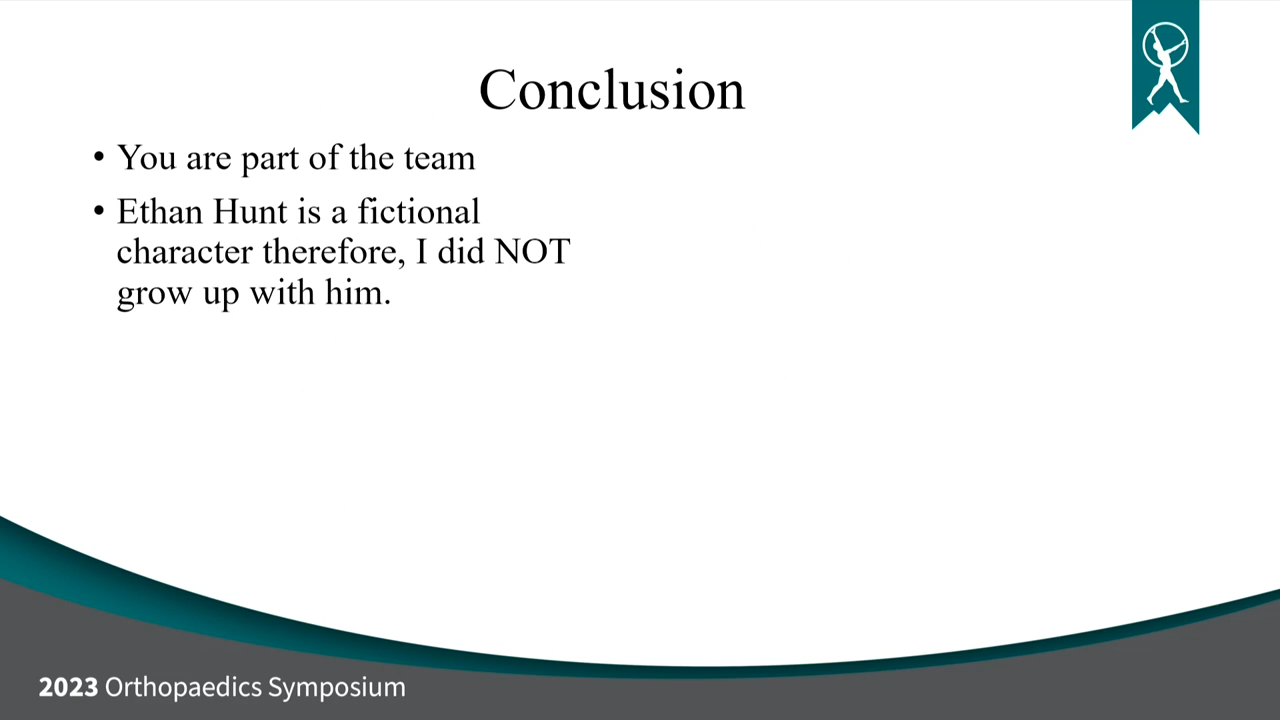 Conclusion
• You are part of the team
• Ethan Hunt is a fictional
character therefore, I did NOT
grow up with him.
2023 Orthopaedics Symposium